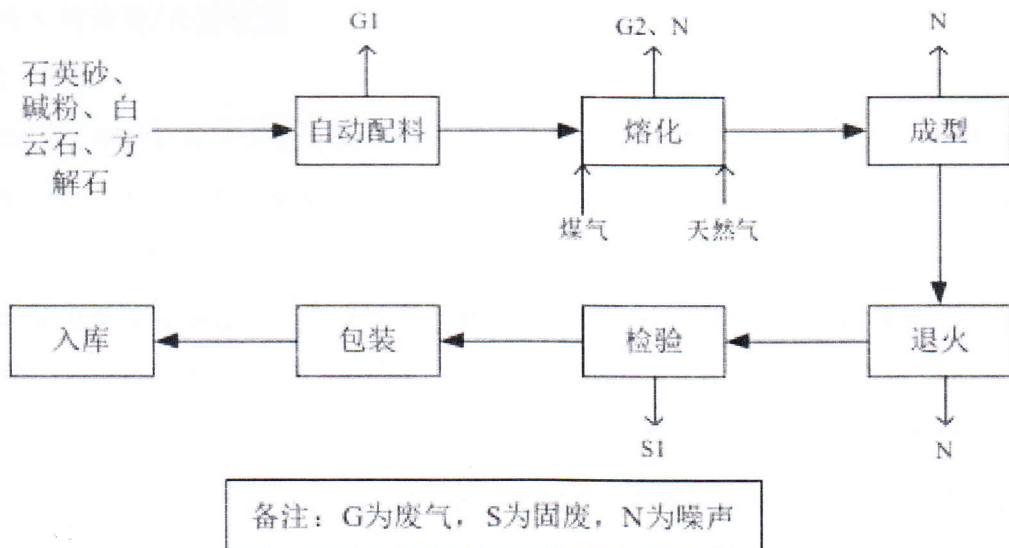 G1
G2、N
N
石英砂、
碱粉、白
云石、方
解石
自动配料
熔化
成型
煤气
天然气
入库
包装
检验
退火
S1
N
备注：G为废气，S为固废，N为噪声